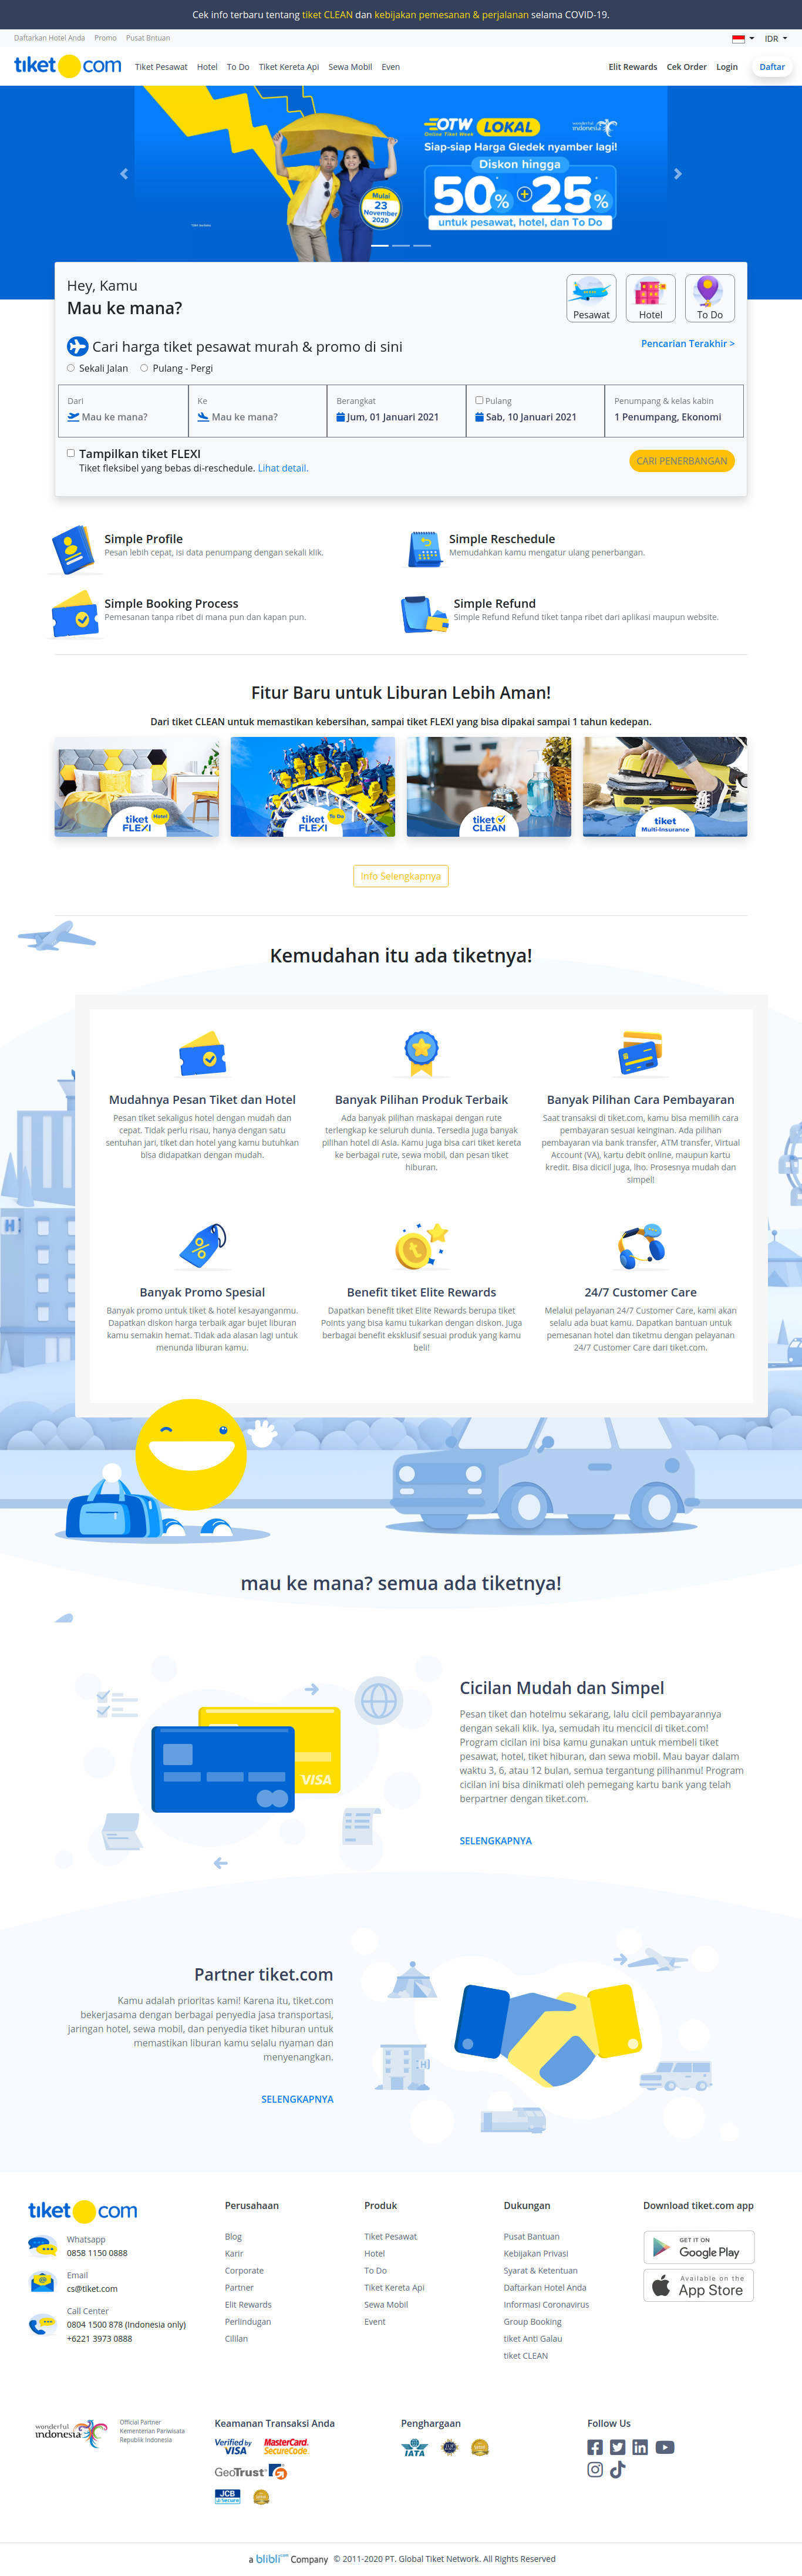 Cek info terbaru tentang tiket CLEAN dan kebijakan pemesanan & perjalanan selama COVID-19.
Daftarkan Hotel Anda Promo Pusat Bntuan
IDR
tiket com Tiket Pesawat Hotel To Do Tiket Kereta Api Sewa Mobil Even Elit Rewards Cek Order Login Daftar
OTW LOKAL
Online Tiket Week
wonderful indonesia
Siap-siap Harga Gledek nyamber lagi!
Diskon hingga
50% + 25%
untuk pesawat, hotel, dan To Do
Mulai
23
November
2020
Hey, Kamu
Mau ke mana?
Pesawat Hotel To Do
Cari harga tiket pesawat murah & promo di sini
Pencarian Terakhir >
Sekali Jalan Pulang - Pergi
Dari Ke Berangkat Pulang Penumpang & kelas kabin
Mau ke mana? Mau ke mana? Jum, 01 Januari 2021 Sab, 10 Januari 2021 1 Penumpang, Ekonomi
Tampilkan tiket FLEXI
Tiket fleksibel yang bebas di-reschedule. Lihat detail.
CARI PENERBANGAN
Simple Profile
Pesan lebih cepat, isi data penumpang dengan sekali klik.
Simple Reschedule
Memudahkan kamu mengatur ulang penerbangan.
Simple Booking Process
Pemesanan tanpa ribet di mana pun dan kapan pun.
Simple Refund
Simple Refund Refund tiket tanpa ribet dari aplikasi maupun website.
Fitur Baru untuk Liburan Lebih Aman!
Dari tiket CLEAN untuk memastikan kebersihan, sampai tiket FLEXI yang bisa dipakai sampai 1 tahun kedepan.
tiket FLEXI Hotel
tiket FLEXI To Do
tiket CLEAN
tiket Multi-Insurance
Info Selengkapnya
Kemudahan itu ada tiketnya!
Mudahnya Pesan Tiket dan Hotel
Pesan tiket sekaligus hotel dengan mudah dan
cepat. Tidak perlu risau, hanya dengan satu
sentuhan jari, tiket dan hotel yang kamu butuhkan
bisa didapatkan dengan mudah.
Banyak Pilihan Produk Terbaik
Ada banyak pilihan maskapai dengan rute
terlengkap ke seluruh dunia. Tersedia juga banyak
pilihan hotel di Asia. Kamu juga bisa cari tiket kereta
ke berbagai rute, sewa mobil, dan pesan tiket
hiburan.
Banyak Pilihan Cara Pembayaran
Saat transaksi di tiket.com, kamu bisa memilih cara
pembayaran sesuai keinginan. Ada pilihan
pembayaran via bank transfer, ATM transfer, Virtual
Account (VA), kartu debit online, maupun kartu
kredit. Bisa dicicil juga, lho. Prosesnya mudah dan
simpel!
Banyak Promo Spesial
Banyak promo untuk tiket & hotel kesayanganmu.
Dapatkan diskon harga terbaik agar bujet liburan
kamu semakin hemat. Tidak ada alasan lagi untuk
menunda liburan kamu.
Benefit tiket Elite Rewards
Dapatkan benefit tiket Elite Rewards berupa tiket
Points yang bisa kamu tukarkan dengan diskon. Juga
berbagai benefit eksklusif sesuai produk yang kamu
beli!
24/7 Customer Care
Melalui pelayanan 24/7 Customer Care, kami akan
selalu ada buat kamu. Dapatkan bantuan untuk
pemesanan hotel dan tiketmu dengan pelayanan
24/7 Customer Care dari tiket.com.
H
mau ke mana? semua ada tiketnya!
VISA
Cicilan Mudah dan Simpel
Pesan tiket dan hotelmu sekarang, lalu cicil pembayarannya
dengan sekali klik. Iya, semudah itu mencicil di tiket.com!
Program cicilan ini bisa kamu gunakan untuk membeli tiket
pesawat, hotel, tiket hiburan, dan sewa mobil. Mau bayar dalam
waktu 3, 6, atau 12 bulan, semua tergantung pilihanmu! Program
cicilan ini bisa dinikmati oleh pemegang kartu bank yang telah
berpartner dengan tiket.com.
SELENGKAPNYA
Partner tiket.com
Kamu adalah prioritas kami! Karena itu, tiket.com
bekerjasama dengan berbagai penyedia jasa transportasi,
jaringan hotel, sewa mobil, dan penyedia tiket hiburan untuk
memastikan liburan kamu selalu nyaman dan
menyenangkan.
SELENGKAPNYA
H
tiket com
Whatsapp
0858 1150 0888
Email
cs@tiket.com
Call Center
0804 1500 878 (Indonesia only)
+6221 3973 0888
Perusahaan
Blog
Karir
Corporate
Partner
Elit Rewards
Perlindugan
Cililan
Produk
Tiket Pesawat
Hotel
To Do
Tiket Kereta Api
Sewa Mobil
Event
Dukungan
Pusat Bantuan
Kebijakan Privasi
Syarat & Ketentuan
Daftarkan Hotel Anda
Informasi Coronavirus
Group Booking
tiket Anti Galau
tiket CLEAN
Download tiket.com app
GET IT ON
Google Play
Available on the
App Store
wonderful
indonesia
Official Partner
Kementerian Pariwisata
Republik Indonesia
Keamanan Transaksi Anda
Verified by VISA
MasterCard. SecureCode.
GeoTrust
JCB J/Secure
Penghargaan
IATA
Follow Us
a blibli.com Company © 2011-2020 PT. Global Tiket Network. All Rights Reserved